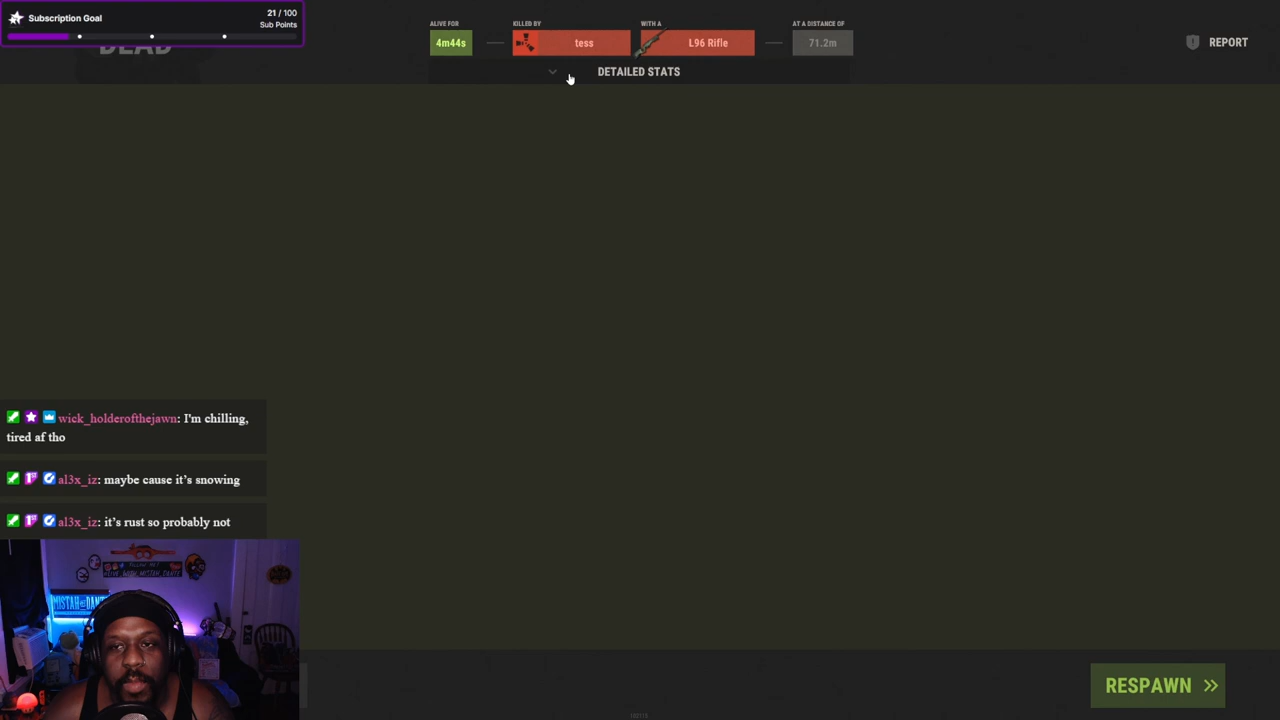 Subscription Goal
21 / 100
Sub Points
DEAD
ALIVE FOR
4m44s
KILLED BY
tess
WITH A
L96 Rifle
AT A DISTANCE OF
71.2m
REPORT
DETAILED STATS
wick_holderofthejawn: I'm chilling,
tired af tho
al3x_iz: maybe cause it’s snowing
al3x_iz: it’s rust so probably not
RESPAWN